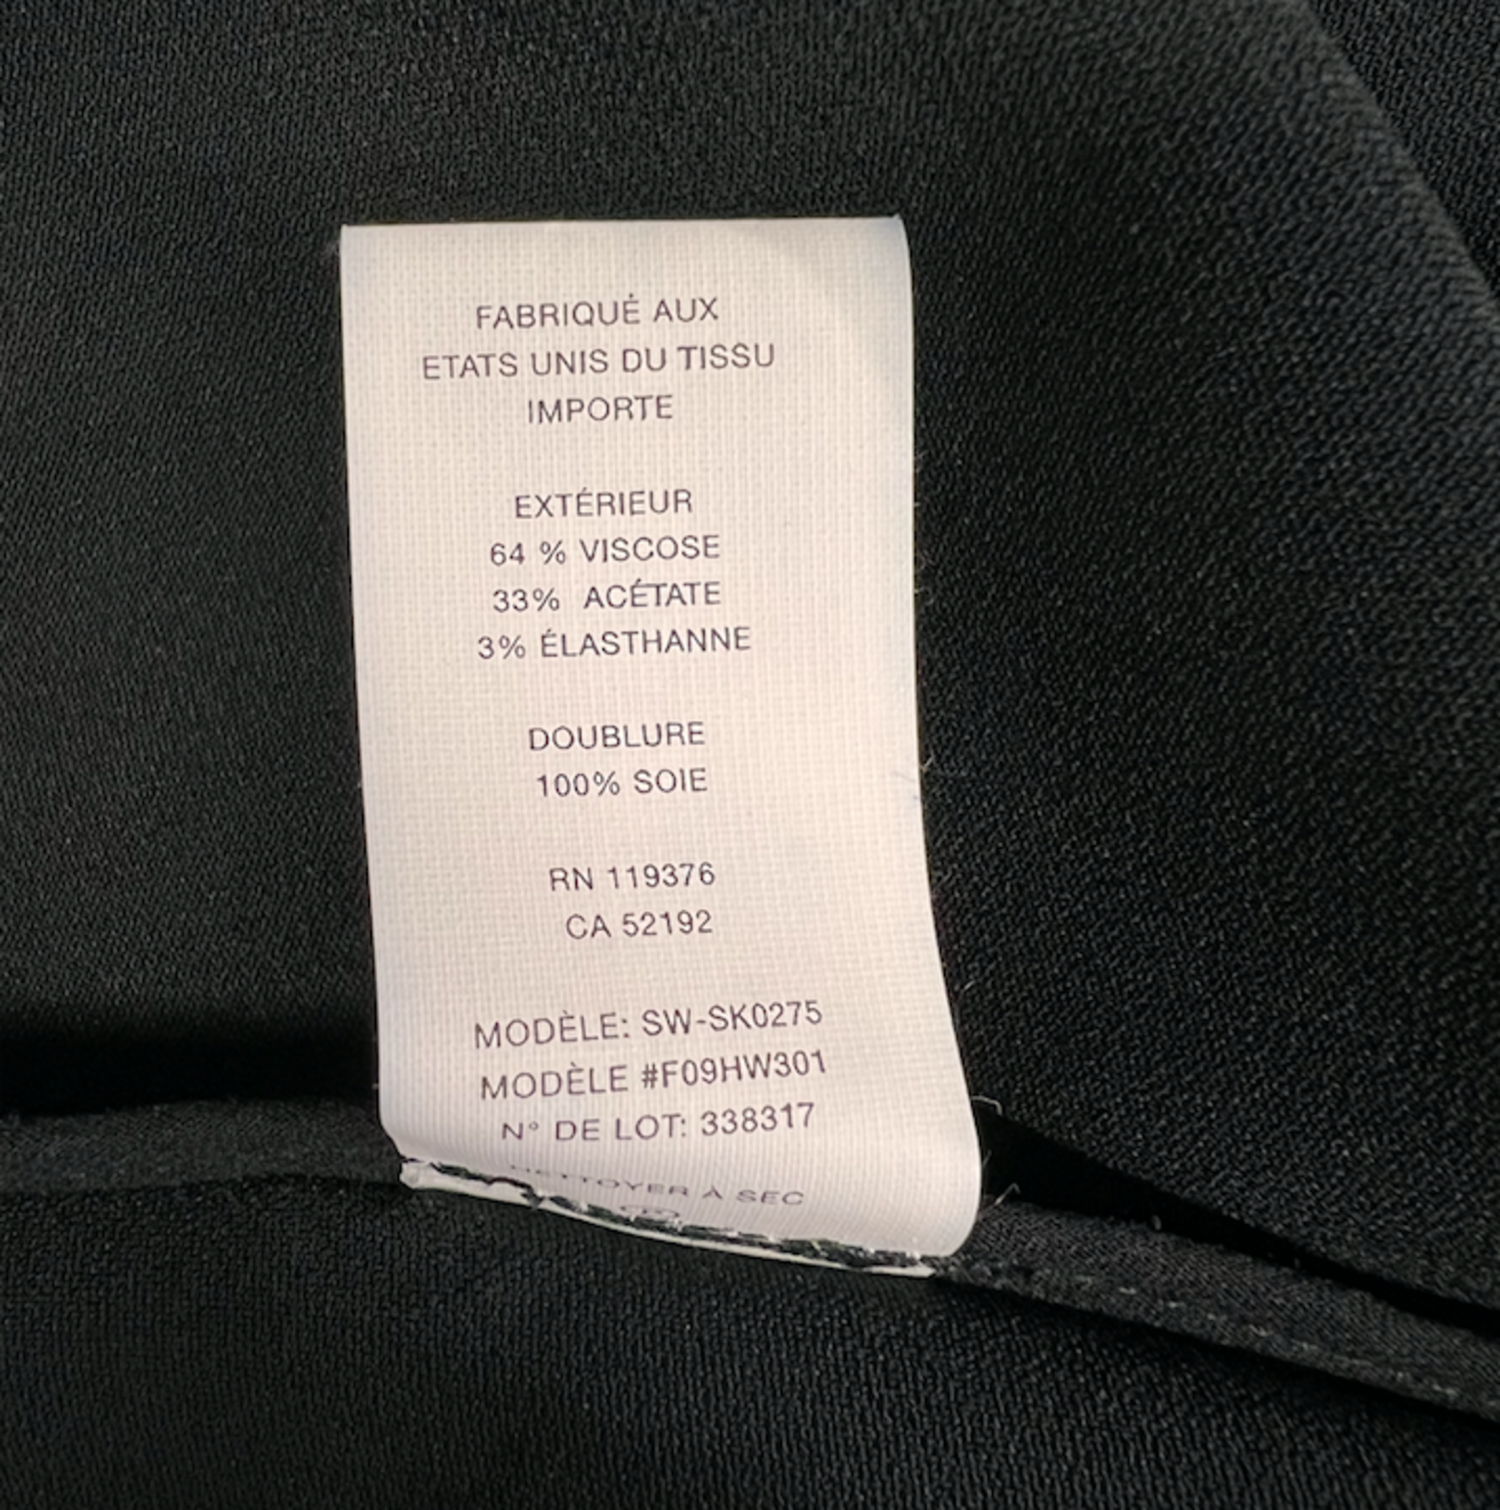 FABRIQUÉ AUX
ETATS UNIS DU TISSU
IMPORTE
EXTÉRIEUR
64 % VISCOSE
33% ACÉTATE
3% ÉLASTHANNE
DOUBLURE
100% SOIE
RN 119376
CA 52192
MODÈLE: SW-SK0275
MODÈLE #F09HW301
N° DE LOT: 338317
NETTOYER À SEC